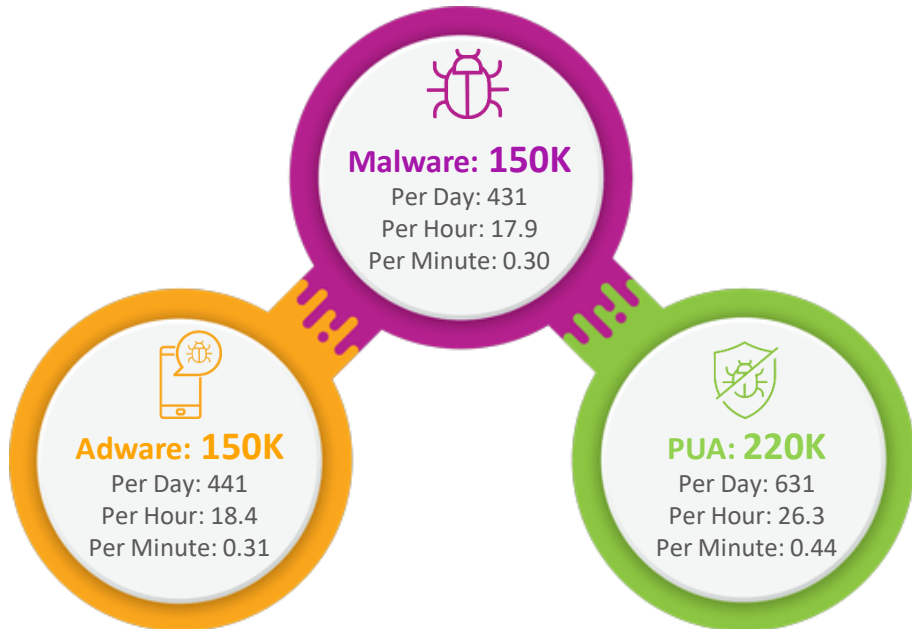 Malware: 150K
Per Day: 431
Per Hour: 17.9
Per Minute: 0.30
Adware: 150K
Per Day: 441
Per Hour: 18.4
Per Minute: 0.31
PUA: 220K
Per Day: 631
Per Hour: 26.3
Per Minute: 0.44